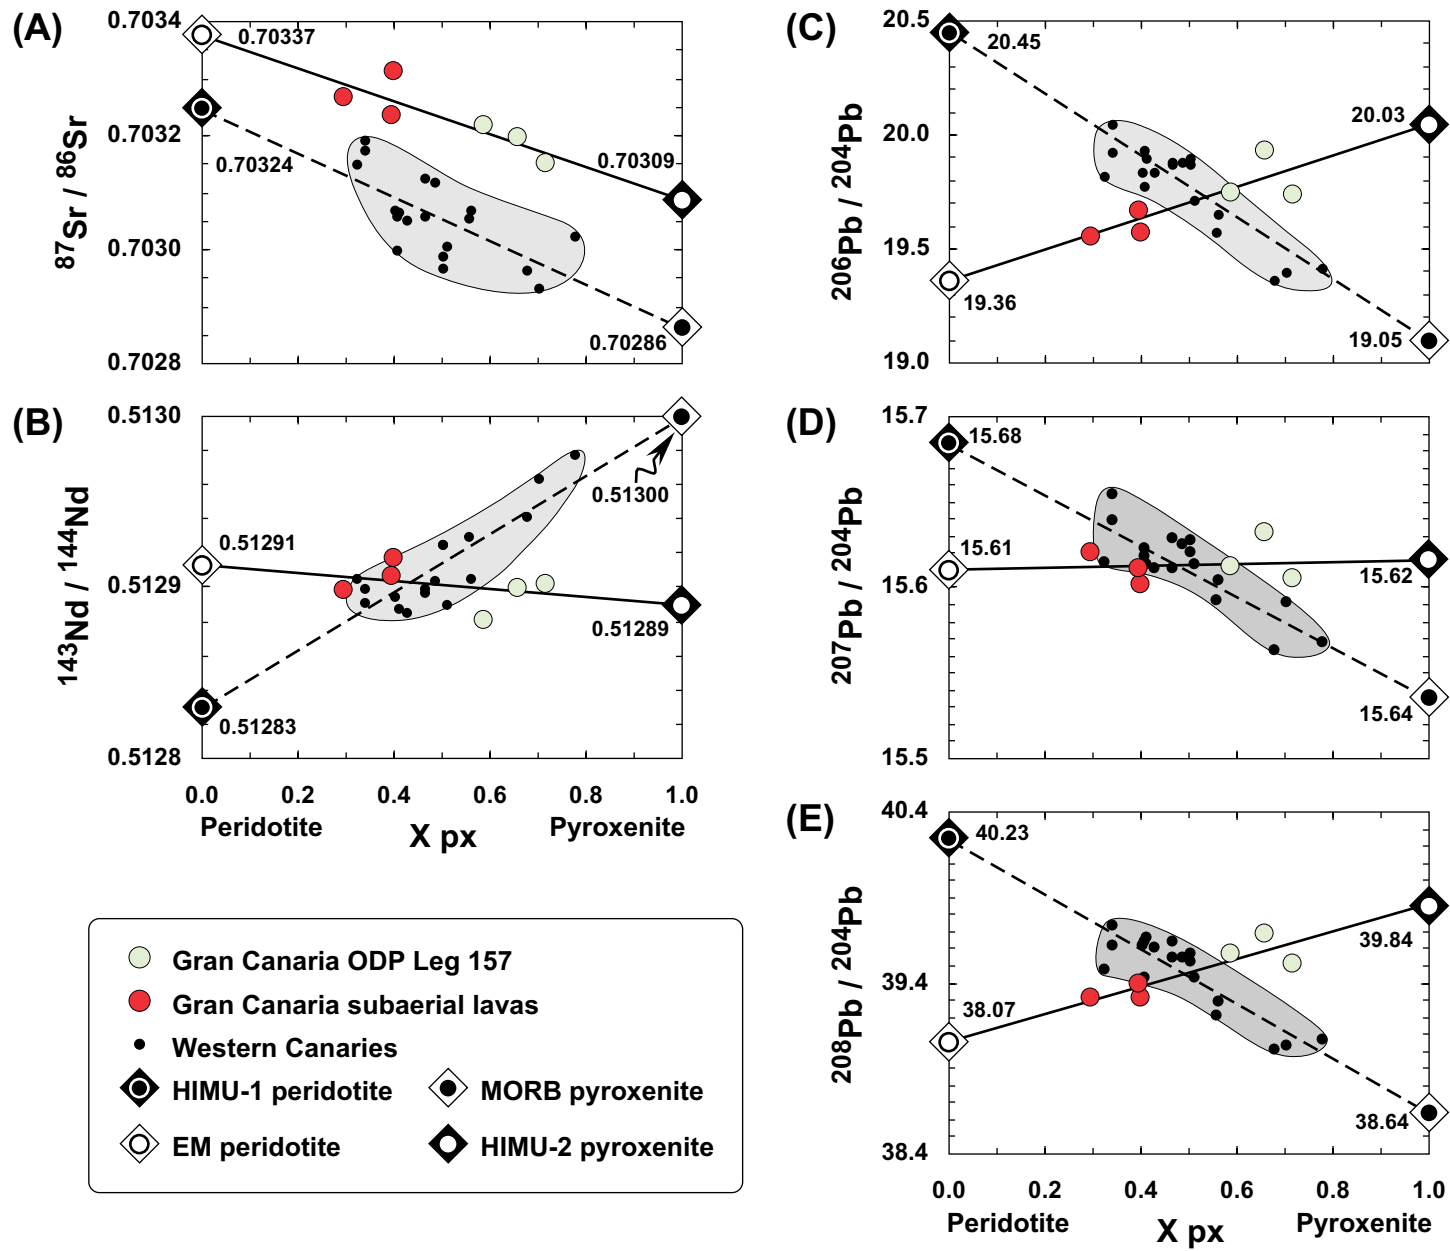 (A)
0.7034
0.7032
0.7030
0.7028
87Sr / 86Sr
0.70337
0.70324
0.70309
0.70286
(B)
0.5130
0.5129
0.5128
143Nd / 144Nd
0.51291
0.51283
0.51300
0.51289
0.0 0.2 0.4 0.6 0.8 1.0
Peridotite X px Pyroxenite
(C)
20.5
20.0
19.5
19.0
206Pb / 204Pb
20.45
20.03
19.36
19.05
(D)
15.7
15.6
15.5
207Pb / 204Pb
15.68
15.61
15.62
15.64
(E)
40.4
39.4
38.4
208Pb / 204Pb
40.23
39.84
38.07
38.64
0.0 0.2 0.4 0.6 0.8 1.0
Peridotite X px Pyroxenite
Gran Canaria ODP Leg 157
Gran Canaria subaerial lavas
Western Canaries
HIMU-1 peridotite MORB pyroxenite
EM peridotite HIMU-2 pyroxenite